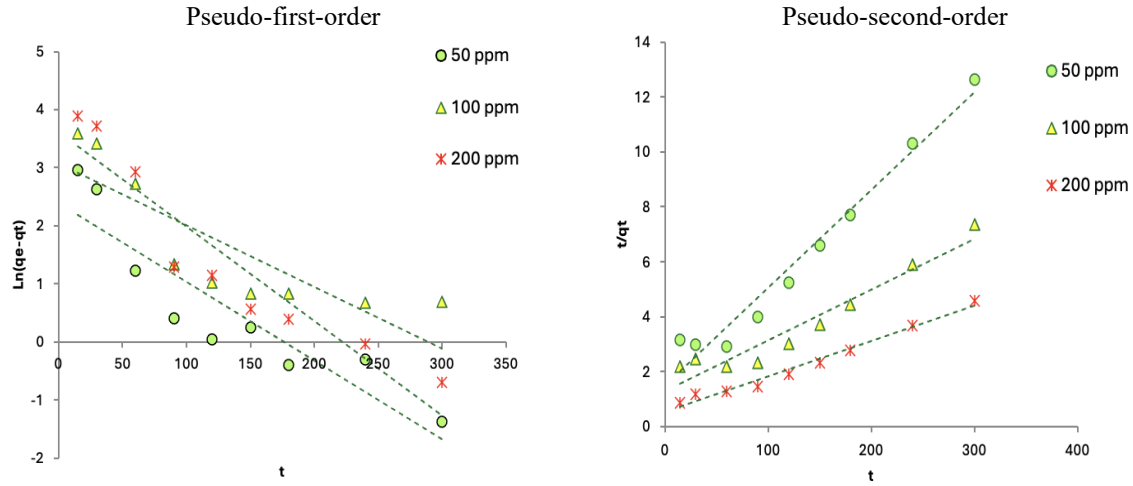 Pseudo-first-order
5
4
3
2
1
0
-1
-2
0
50
100
150
200
250
300
350
Ln(qe-qt)
t
50 ppm
100 ppm
200 ppm
Pseudo-second-order
14
12
10
8
6
4
2
0
0
100
200
300
400
t/qt
t
50 ppm
100 ppm
200 ppm